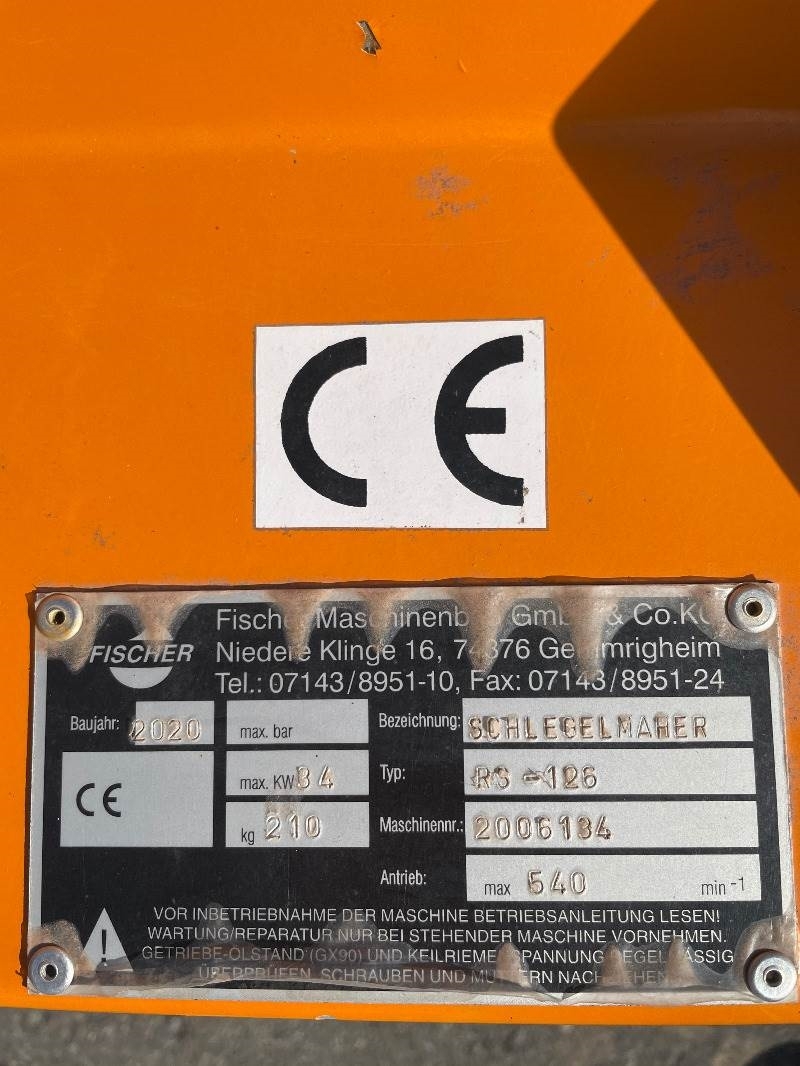 CE
Fischer Maschinenb GmbH & Co.KG
FISCHER
Niedere Klinge 16, 74376 Gemmrigheim
Tel.: 07143/8951-10, Fax: 07143/8951-24
Baujahr: 2020
max. bar
Bezeichnung: SCHLEGELMAHER
CE
max. KW 34
Typ: RS -126
kg 210
Maschinennr.: 2006134
Antrieb: max 540 min -1
VOR INBETRIEBNAHME DER MASCHINE BETRIEBSANLEITUNG LESEN!
WARTUNG/REPARATUR NUR BEI STEHENDER MASCHINE VORNEHMEN.
GETRIEBE-ÖLSTAND (GX90) UND KEILRIEMENSPANNUNG REGELMÄSSIG
ÜBERPRÜFEN, SCHRAUBEN UND MUTTERN NACHZIEHEN